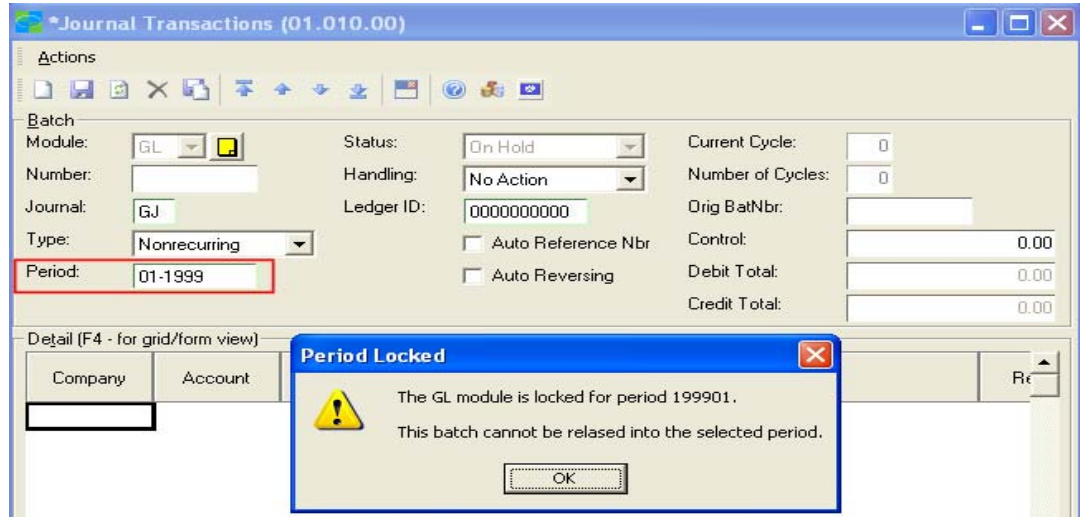 *Journal Transactions (01.010.00)
Actions
Batch
Module: GL Status: On Hold Current Cycle: 0
Number: Handling: No Action Number of Cycles: 0
Journal: GJ Ledger ID: 0000000000 Orig BatNbr:
Type: Nonrecurring Auto Reference Nbr Control: 0.00
Period: 01-1999 Auto Reversing Debit Total: 0.00
Credit Total: 0.00
Detail (F4 - for grid/form view)
Company Account
Period Locked
The GL module is locked for period 199901.
This batch cannot be relased into the selected period.
OK